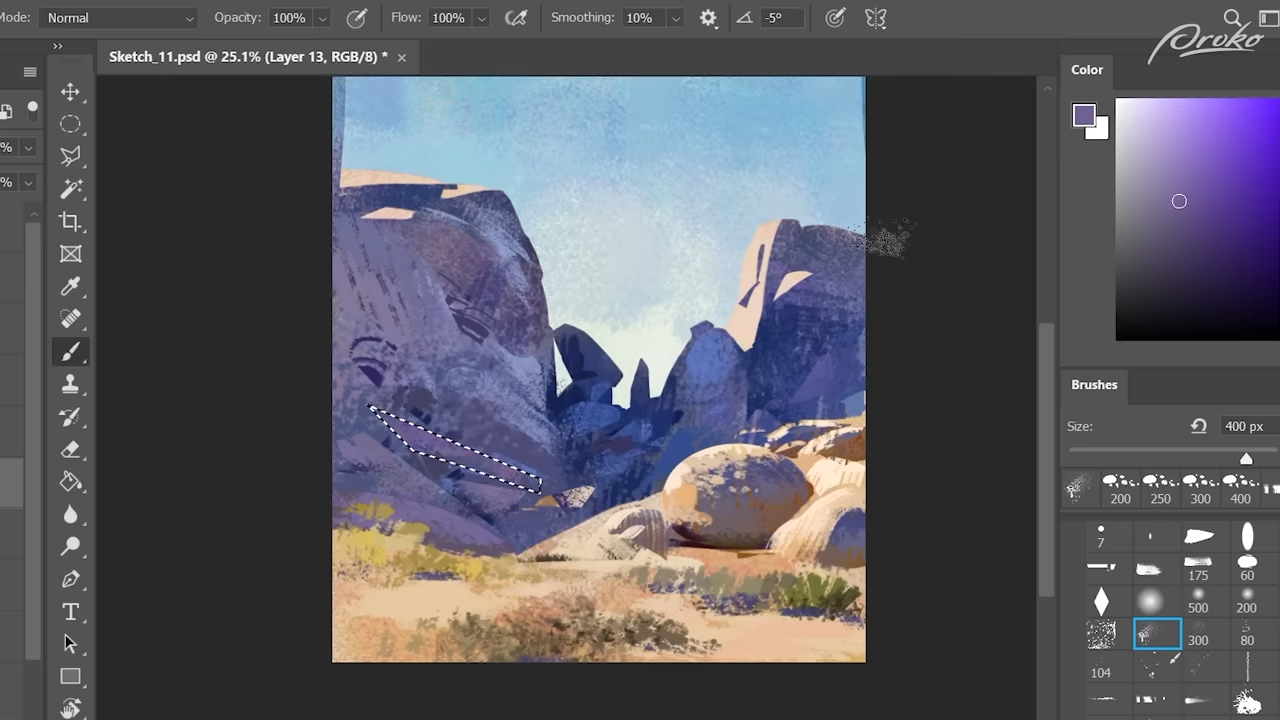 Mode: Normal Opacity: 100% Flow: 100% Smoothing: 10% -5°
Proko
Sketch_11.psd @ 25.1% (Layer 13, RGB/8) *
Color
%
%
Brushes
Size: 400 px
200 250 300 400
7
175 60
500 200
300 80
104